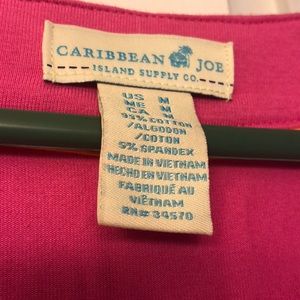 CARIBBEAN JOE
ISLAND SUPPLY CO.
US M
ME M
CA M
95% COTTON
/ALGODON
/COTON
5% SPANDEX
MADE IN VIETNAM
HECHO EN VIETNAM
FABRIQUÉ AU
VIÊTNAM
RN# 34570